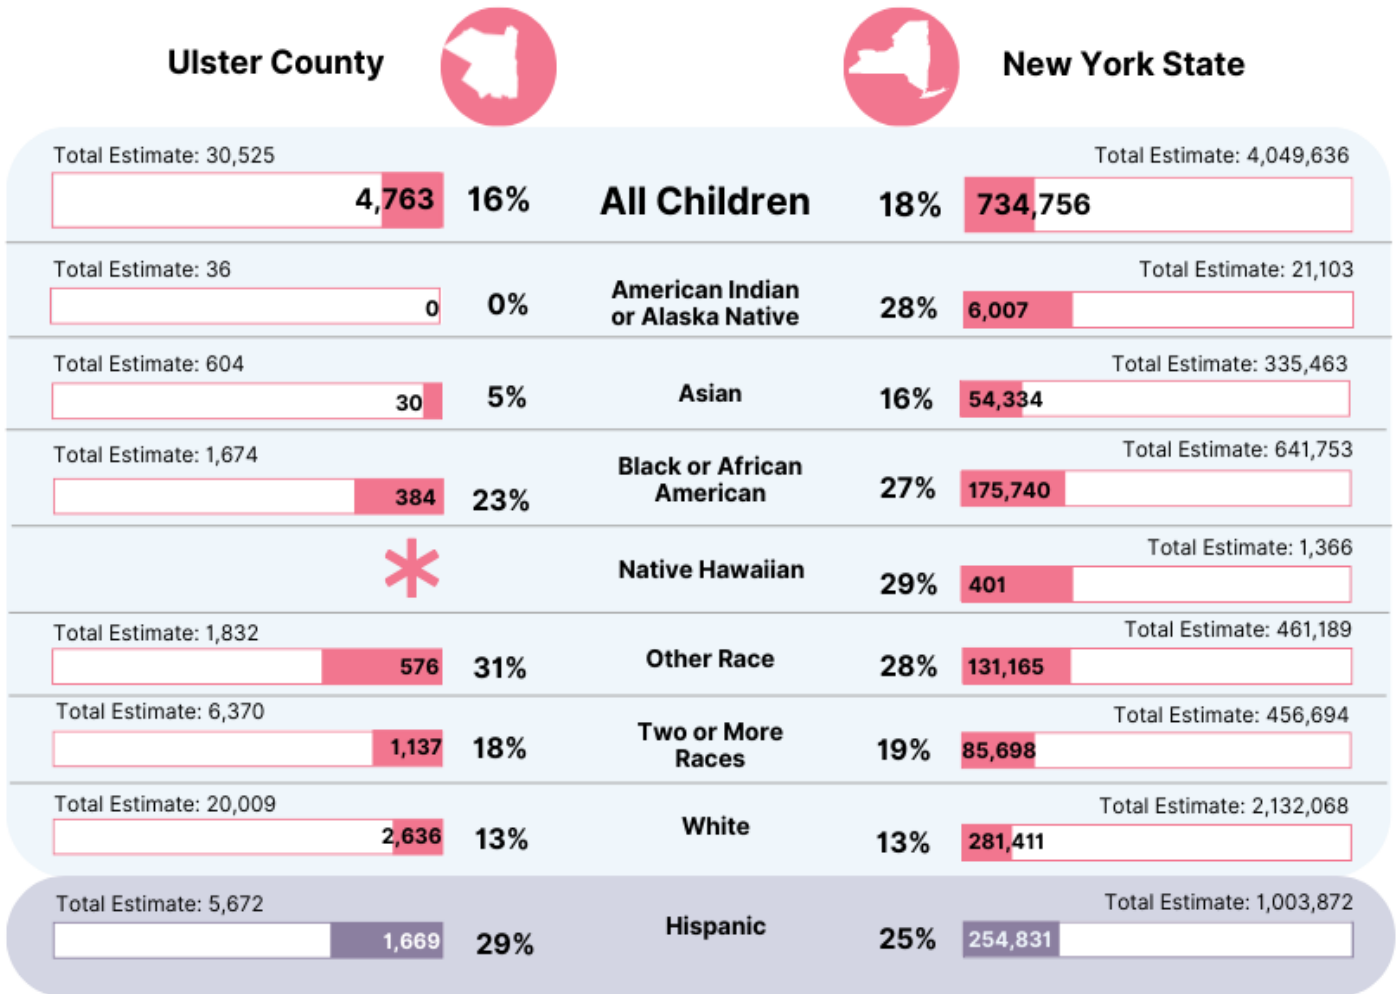 Ulster County
New York State
Total Estimate: 30,525
Total Estimate: 4,049,636
4,763
16%
All Children
18%
734,756
Total Estimate: 36
Total Estimate: 21,103
0
0%
American Indian
or Alaska Native
28%
6,007
Total Estimate: 604
Total Estimate: 335,463
30
5%
Asian
16%
54,334
Total Estimate: 1,674
Total Estimate: 641,753
384
23%
Black or African
American
27%
175,740
Total Estimate: 1,366
*
Native Hawaiian
29%
401
Total Estimate: 1,832
Total Estimate: 461,189
576
31%
Other Race
28%
131,165
Total Estimate: 6,370
Total Estimate: 456,694
1,137
18%
Two or More
Races
19%
85,698
Total Estimate: 20,009
Total Estimate: 2,132,068
2,636
13%
White
13%
281,411
Total Estimate: 5,672
Total Estimate: 1,003,872
1,669
29%
Hispanic
25%
254,831